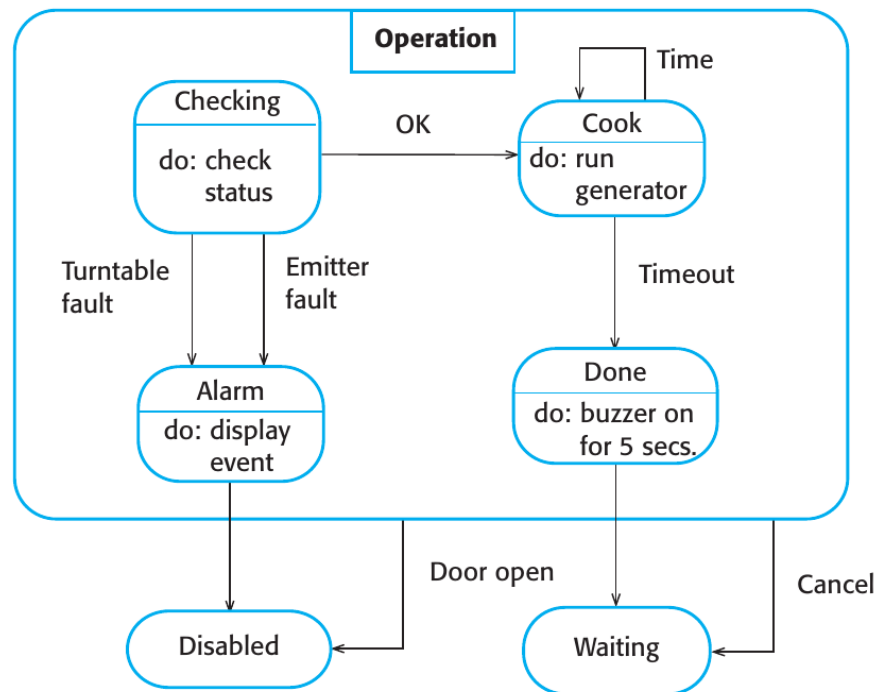 Operation
Checking
do: check
status
OK
Time
Cook
do: run
generator
Turntable
fault
Emitter
fault
Timeout
Alarm
do: display
event
Done
do: buzzer on
for 5 secs.
Door open
Cancel
Disabled
Waiting